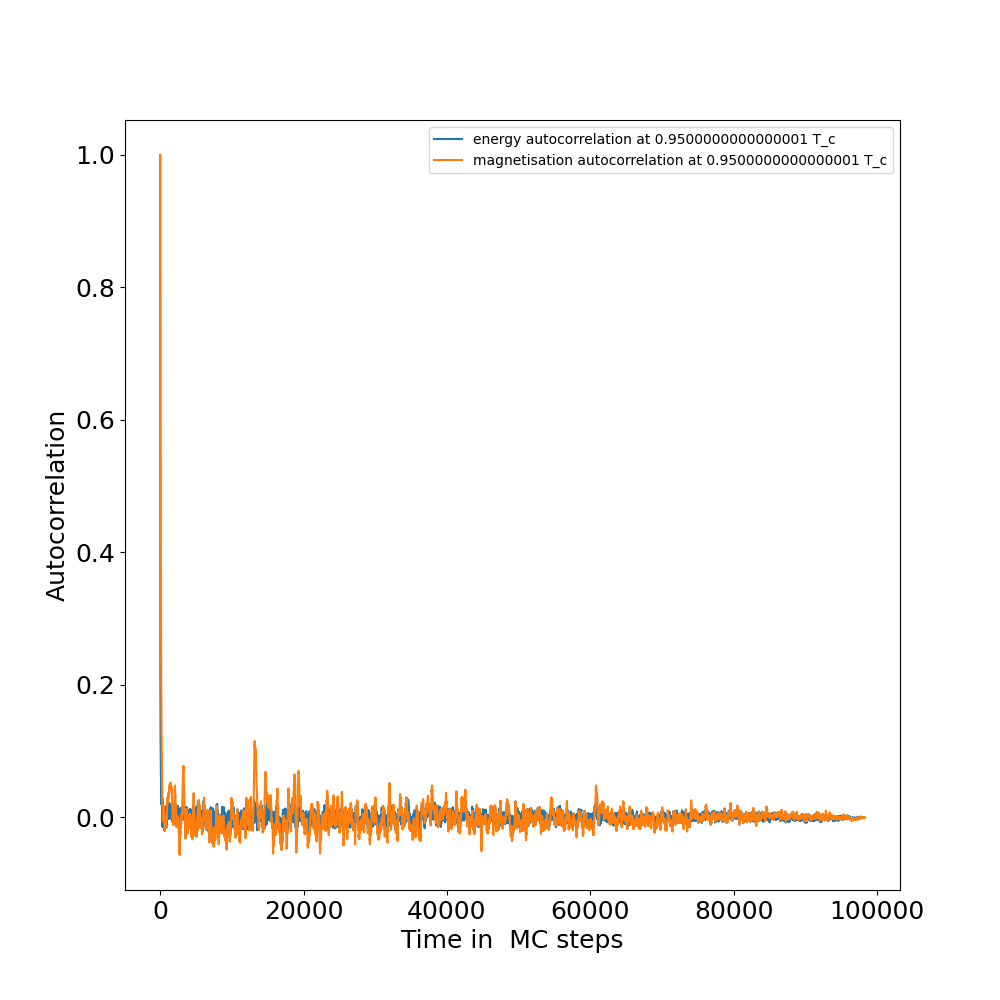 energy autocorrelation at 0.9500000000000001 T_c
magnetisation autocorrelation at 0.9500000000000001 T_c
1.0
0.8
0.6
0.4
0.2
0.0
Autocorrelation
0 20000 40000 60000 80000 100000
Time in  MC steps